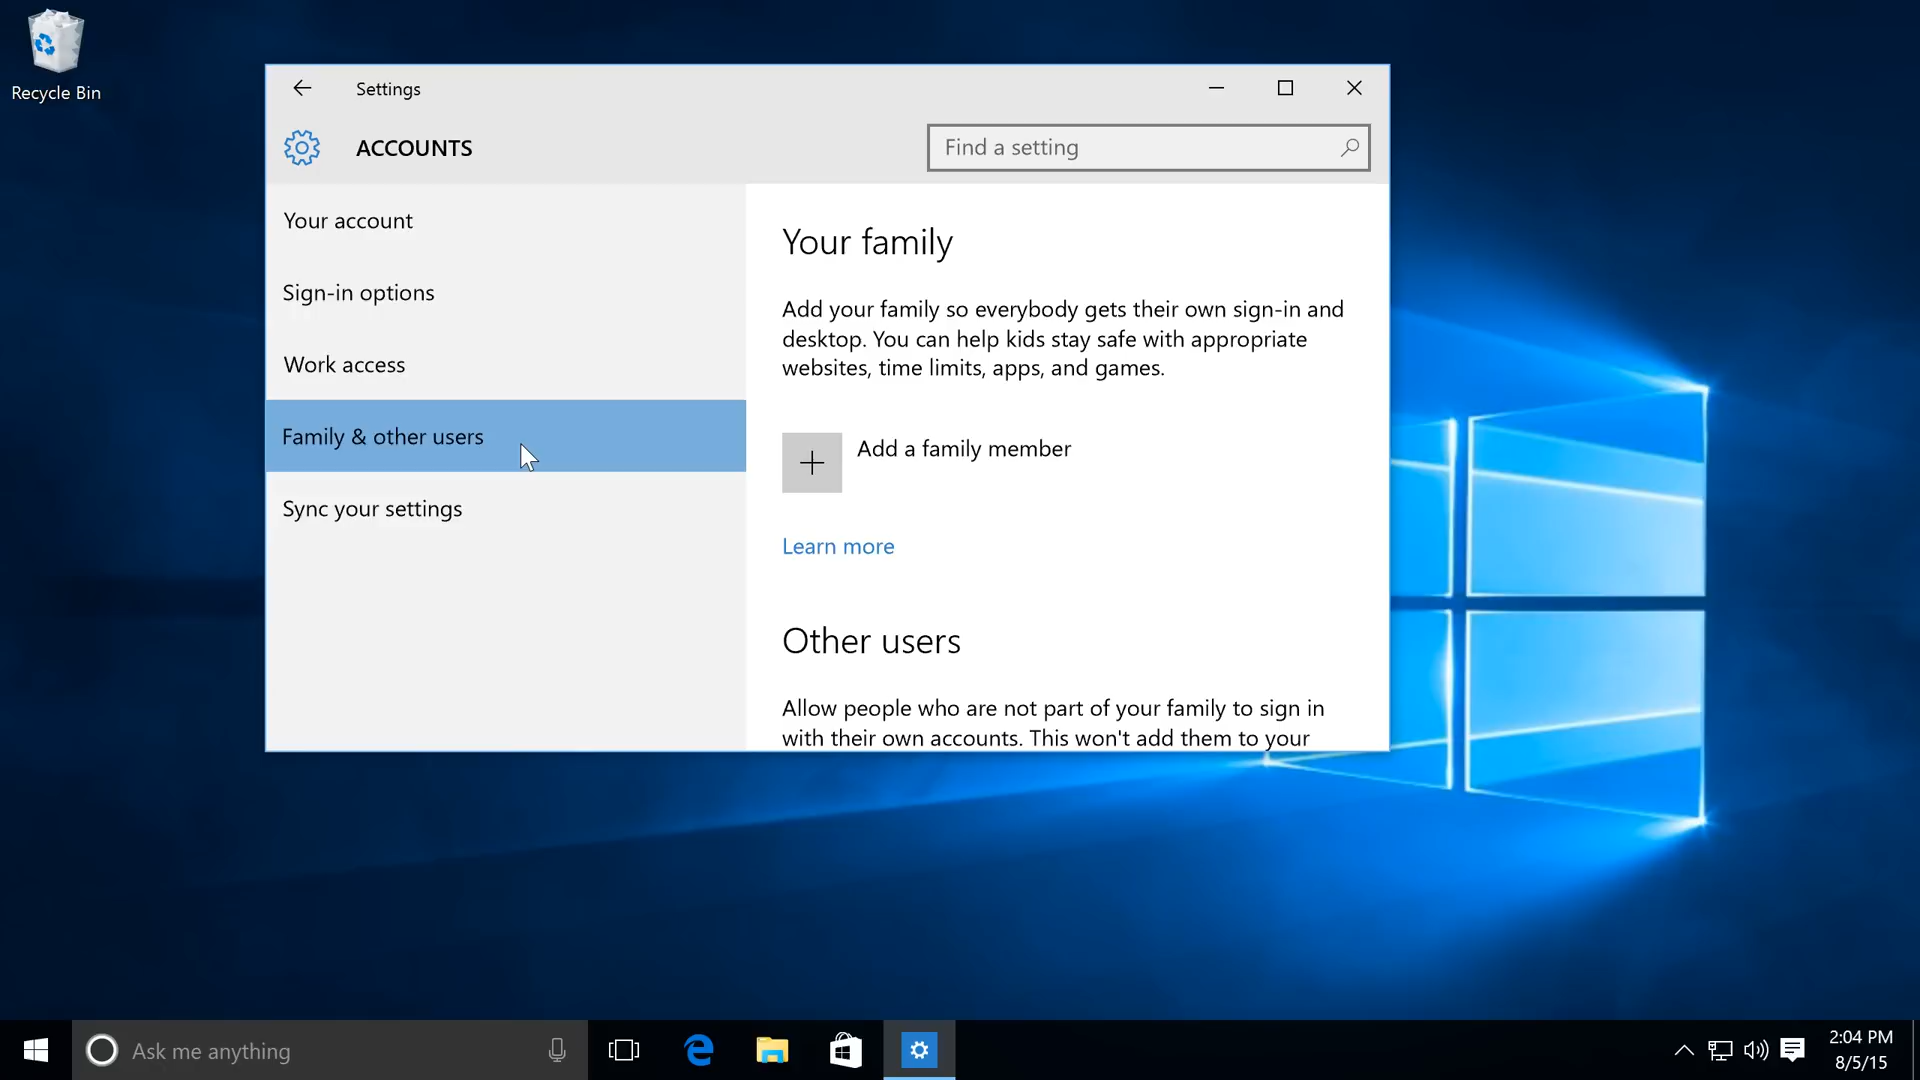 Recycle Bin
Settings
ACCOUNTS
Find a setting
Your account
Sign-in options
Work access
Family & other users
Sync your settings
Your family
Add your family so everybody gets their own sign-in and
desktop. You can help kids stay safe with appropriate
websites, time limits, apps, and games.
Add a family member
Learn more
Other users
Allow people who are not part of your family to sign in
with their own accounts. This won't add them to your
Ask me anything
2:04 PM
8/5/15